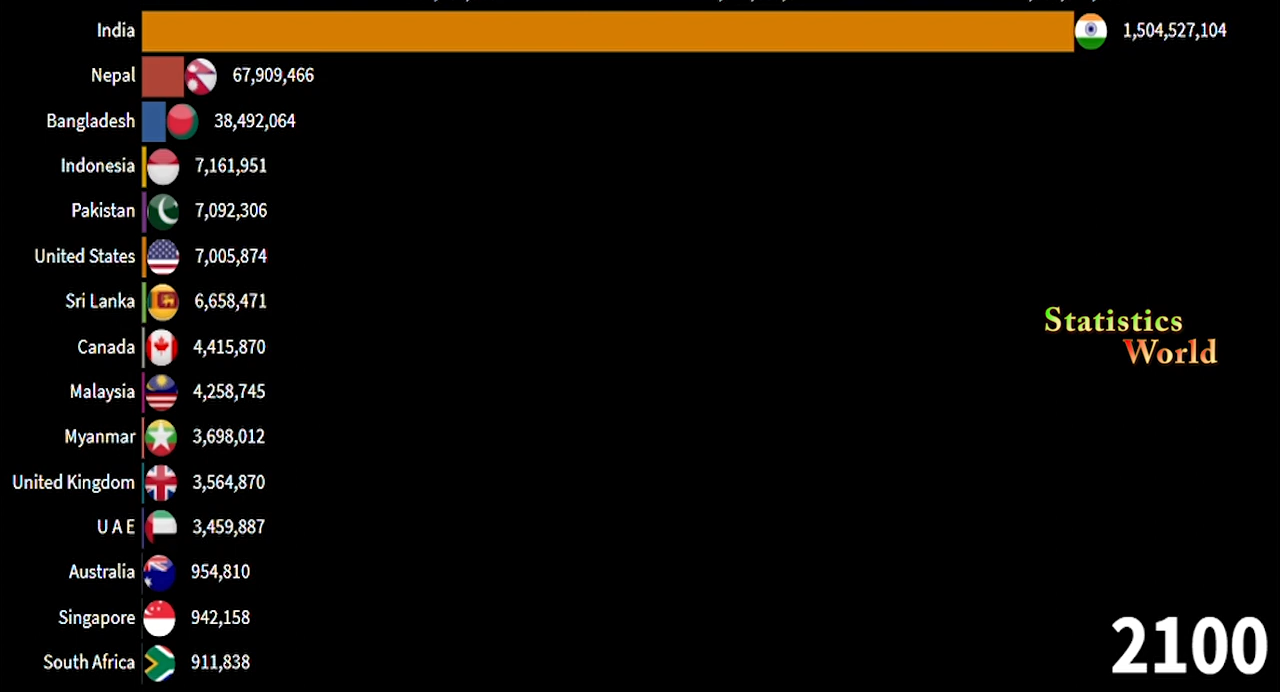 India 1,504,527,104
Nepal 67,909,466
Bangladesh 38,492,064
Indonesia 7,161,951
Pakistan 7,092,306
United States 7,005,874
Sri Lanka 6,658,471
Canada 4,415,870
Malaysia 4,258,745
Myanmar 3,698,012
United Kingdom 3,564,870
U A E 3,459,887
Australia 954,810
Singapore 942,158
South Africa 911,838
Statistics
World
2100